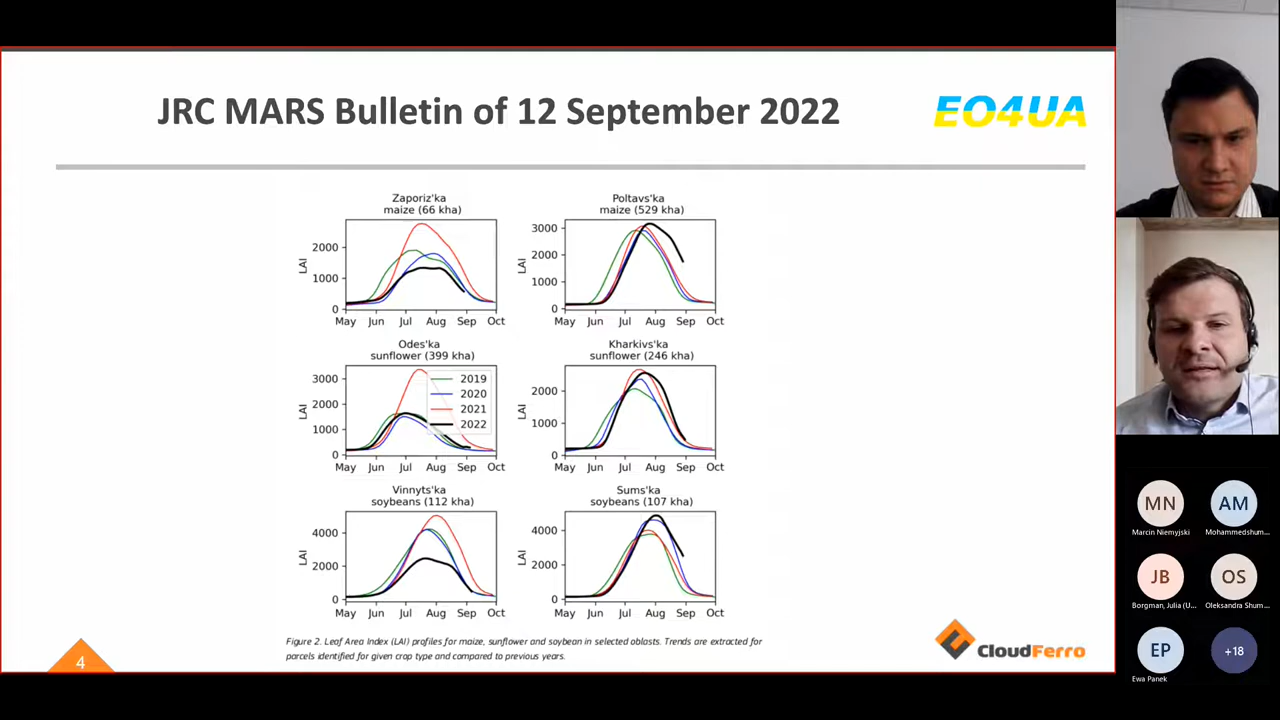 JRC MARS Bulletin of 12 September 2022
EO4UA
Zaporiz'ka
maize (66 kha)
LAI
2000
1000
0
May Jun Jul Aug Sep Oct
Poltavs'ka
maize (529 kha)
LAI
3000
2000
1000
0
May Jun Jul Aug Sep Oct
Odes'ka
sunflower (399 kha)
LAI
3000
2000
1000
0
2019
2020
2021
2022
May Jun Jul Aug Sep Oct
Kharkivs'ka
sunflower (246 kha)
LAI
2000
1000
0
May Jun Jul Aug Sep Oct
Vinnyts'ka
soybeans (112 kha)
LAI
4000
2000
0
May Jun Jul Aug Sep Oct
Sums'ka
soybeans (107 kha)
LAI
4000
2000
0
May Jun Jul Aug Sep Oct
Figure 2. Leaf Area Index (LAI) profiles for maize, sunflower and soybean in selected oblasts. Trends are extracted for
parcels identified for given crop type and compared to previous years.
4
CloudFerro
MN AM
Marcin Niemyjski Mohammedshum...
JB OS
Borgman, Julia (U... Oleksandra Shum...
EP +18
Ewa Panek